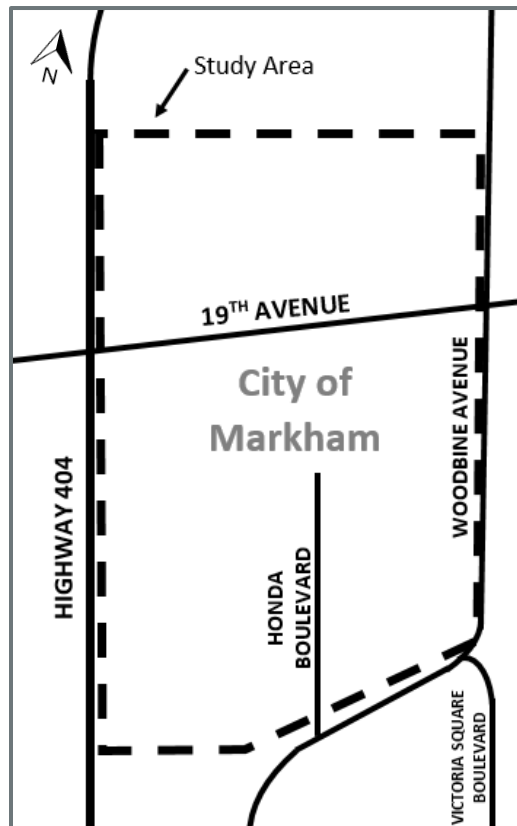 N
Study Area
19TH AVENUE
City of
Markham
HIGHWAY 404
WOODBINE AVENUE
HONDA
BOULEVARD
VICTORIA SQUARE
BOULEVARD